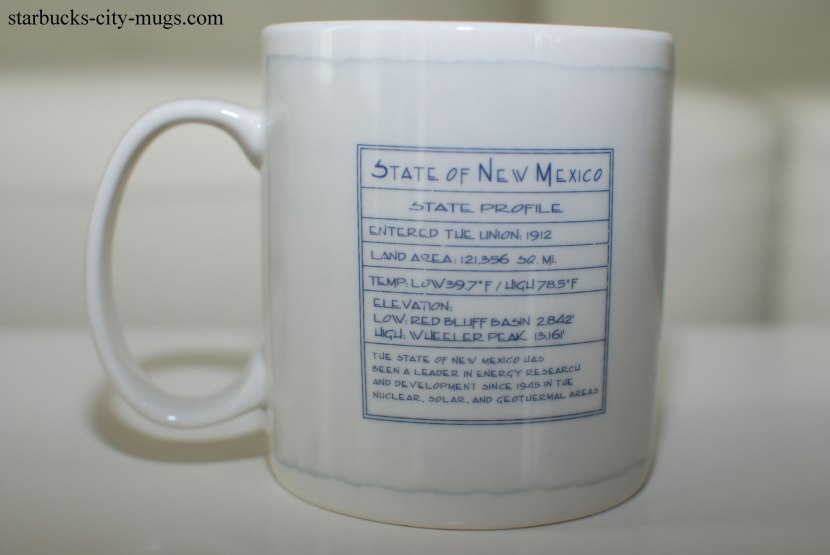 starbucks-city-mugs.com
STATE OF NEW MEXICO
STATE PROFILE
ENTERED THE UNION: 1912
LAND AREA: 121,356 SQ. MI.
TEMP: LOW 39.7°F / HIGH 78.5°F
ELEVATION:
LOW: RED BLUFF BASIN 2842'
HIGH: WHEELER PEAK 13,161'
THE STATE OF NEW MEXICO HAS
BEEN A LEADER IN ENERGY RESEARCH
AND DEVELOPMENT SINCE 1945 IN THE
NUCLEAR, SOLAR, AND GEOTHERMAL AREAS